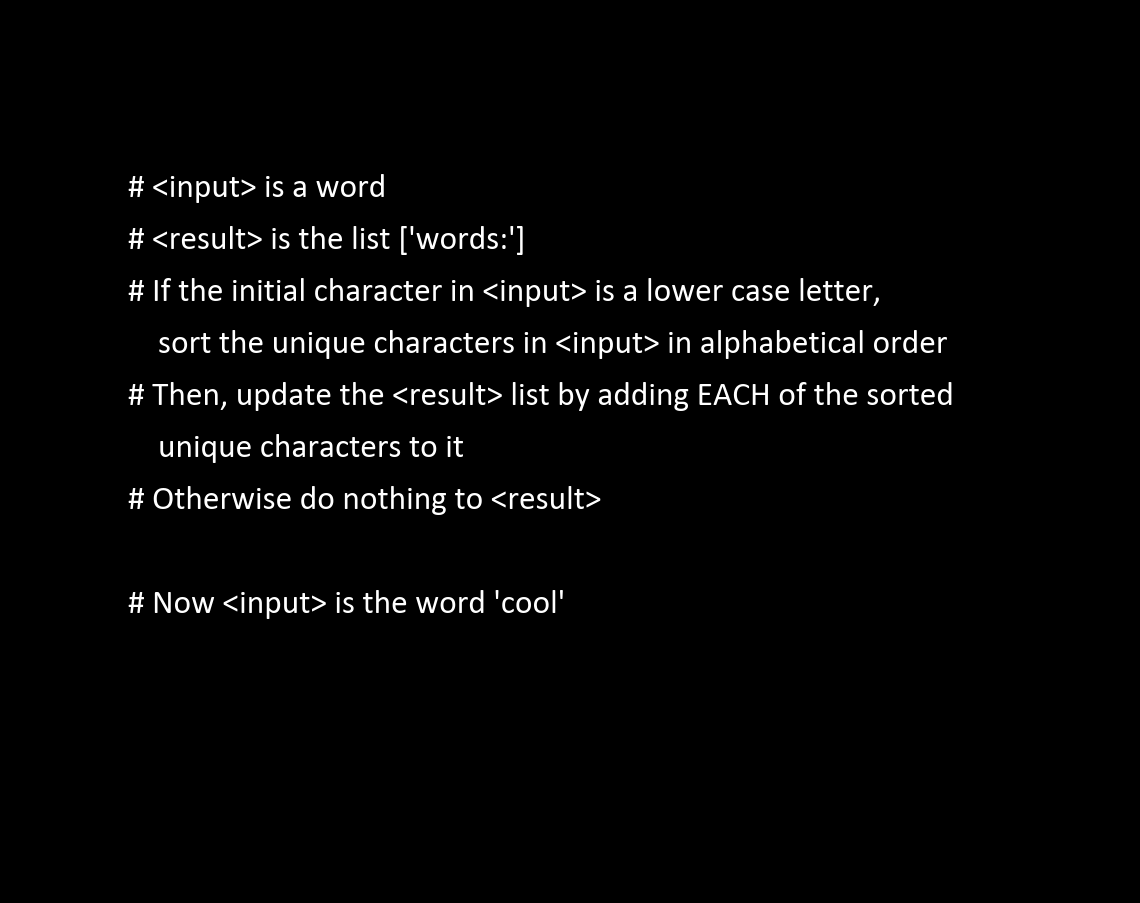 # <input> is a word
# <result> is the list ['words:']
# If the initial character in <input> is a lower case letter,
sort the unique characters in <input> in alphabetical order
# Then, update the <result> list by adding EACH of the sorted
unique characters to it
# Otherwise do nothing to <result>
# Now <input> is the word 'cool'